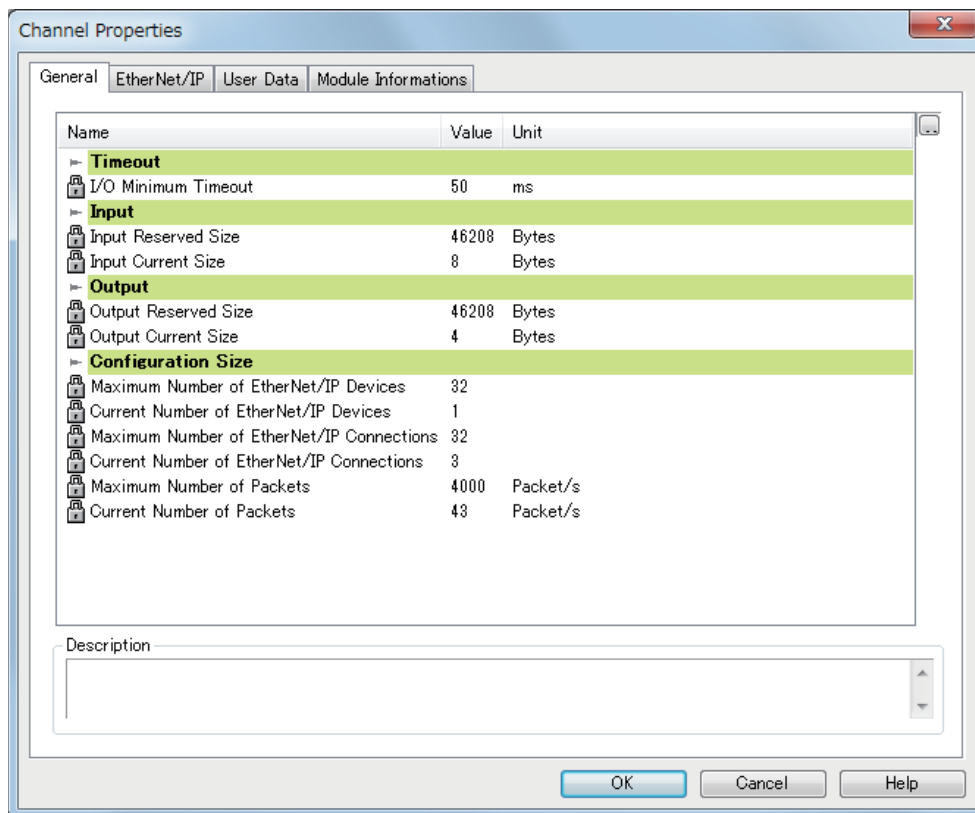 Channel Properties
General EtherNet/IP User Data Module Informations
Name Value Unit
Timeout
I/O Minimum Timeout 50 ms
Input
Input Reserved Size 46208 Bytes
Input Current Size 8 Bytes
Output
Output Reserved Size 46208 Bytes
Output Current Size 4 Bytes
Configuration Size
Maximum Number of EtherNet/IP Devices 32
Current Number of EtherNet/IP Devices 1
Maximum Number of EtherNet/IP Connections 32
Current Number of EtherNet/IP Connections 3
Maximum Number of Packets 4000 Packet/s
Current Number of Packets 43 Packet/s
Description
OK Cancel Help